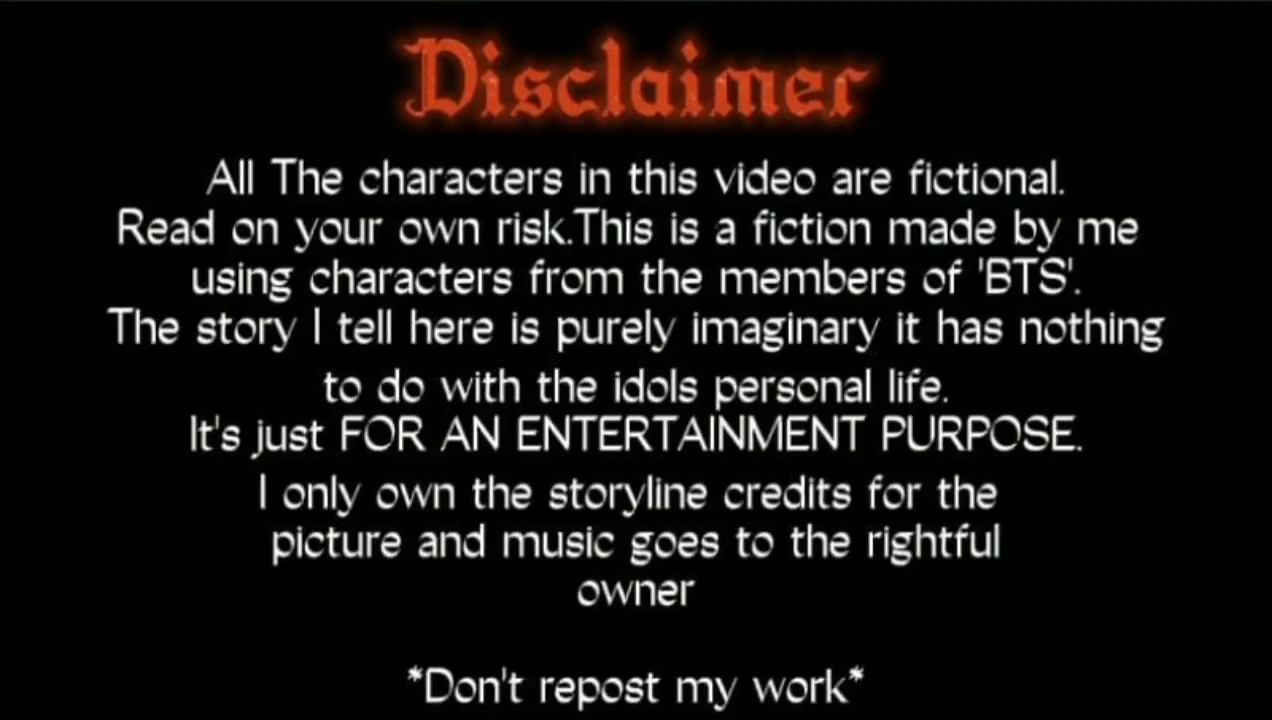 Disclaimer
All The characters in this video are fictional.
Read on your own risk.This is a fiction made by me
using characters from the members of 'BTS'.
The story I tell here is purely imaginary it has nothing
to do with the idols personal life.
It's just FOR AN ENTERTAINMENT PURPOSE.
I only own the storyline credits for the
picture and music goes to the rightful
owner
*Don't repost my work*